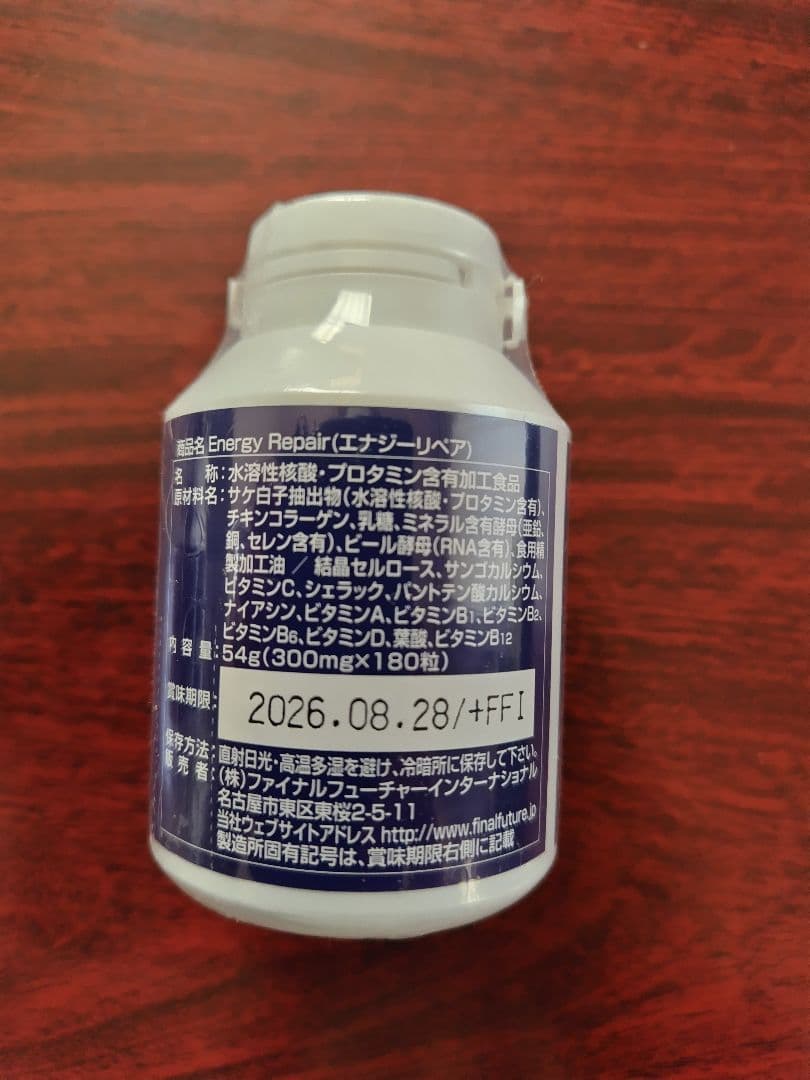 商品名 Energy Repair(エナジーリペア)
名 称:水溶性核酸・プロタミン含有加工食品
原材料名:サケ白子抽出物(水溶性核酸・プロタミン含有)、
チキンコラーゲン、乳糖、ミネラル含有酵母(亜鉛、
銅、セレン含有)、ビール酵母(RNA含有)、食用精
製加工油 / 結晶セルロース、サンゴカルシウム、
ビタミンC、シェラック、パントテン酸カルシウム、
ナイアシン、ビタミンA、ビタミンB1、ビタミンB2、
ビタミンB6、ビタミンD、葉酸、ビタミンB12
内容量:54g(300mg×180粒)
賞味期限:2026.08.28/+FFI
保存方法:直射日光・高温多湿を避け、冷暗所に保存して下さい。
販売者:(株)ファイナルフューチャーインターナショナル
名古屋市東区東桜2-5-11
当社ウェブサイトアドレス http://www.finalfuture.jp
製造所固有記号は、賞味期限右側に記載